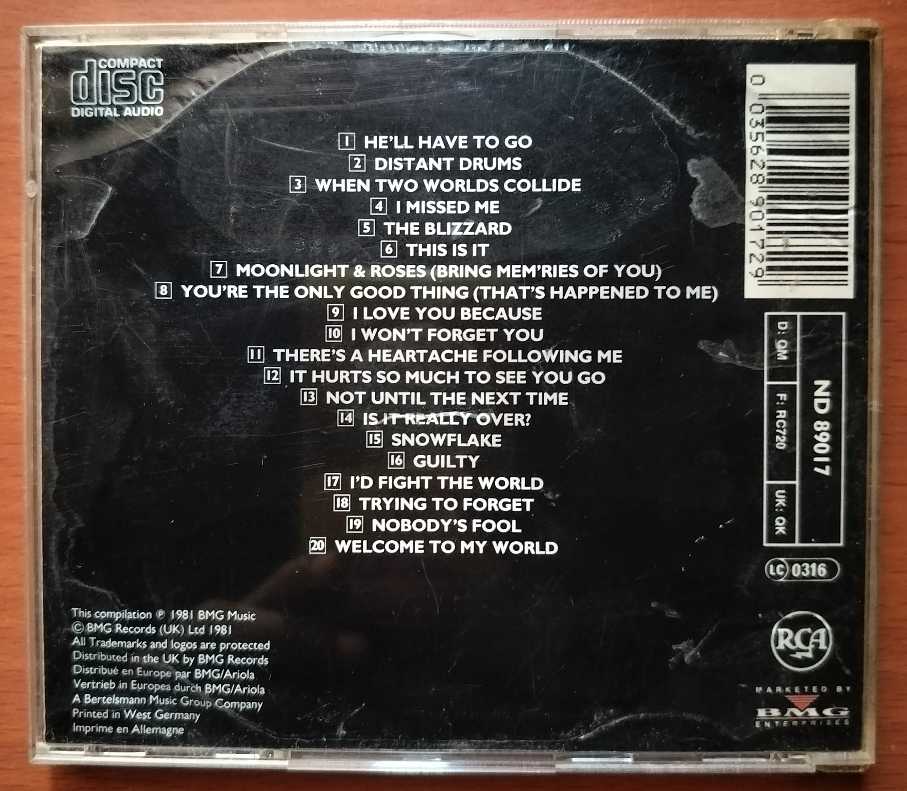 COMPACT
disc
DIGITAL AUDIO
1 HE'LL HAVE TO GO
2 DISTANT DRUMS
3 WHEN TWO WORLDS COLLIDE
4 I MISSED ME
5 THE BLIZZARD
6 THIS IS IT
7 MOONLIGHT & ROSES (BRING MEM'RIES OF YOU)
8 YOU'RE THE ONLY GOOD THING (THAT'S HAPPENED TO ME)
9 I LOVE YOU BECAUSE
10 I WON'T FORGET YOU
11 THERE'S A HEARTACHE FOLLOWING ME
12 IT HURTS SO MUCH TO SEE YOU GO
13 NOT UNTIL THE NEXT TIME
14 IS IT REALLY OVER?
15 SNOWFLAKE
16 GUILTY
17 I'D FIGHT THE WORLD
18 TRYING TO FORGET
19 NOBODY'S FOOL
20 WELCOME TO MY WORLD
0 035628 901729
ND 89017
D: OM F: RC720 UK: OK
LC 0316
RCA
MARKETED BY
BMG
ENTERPRISES
This compilation ℗ 1981 BMG Music
© BMG Records (UK) Ltd 1981
All Trademarks and logos are protected
Distributed in the UK by BMG Records
Distribué en Europe par BMG/Ariola
Vertrieb in Europea durch BMG/Ariola
A Bertelsmann Music Group Company
Printed in West Germany
Imprime en Allemagne